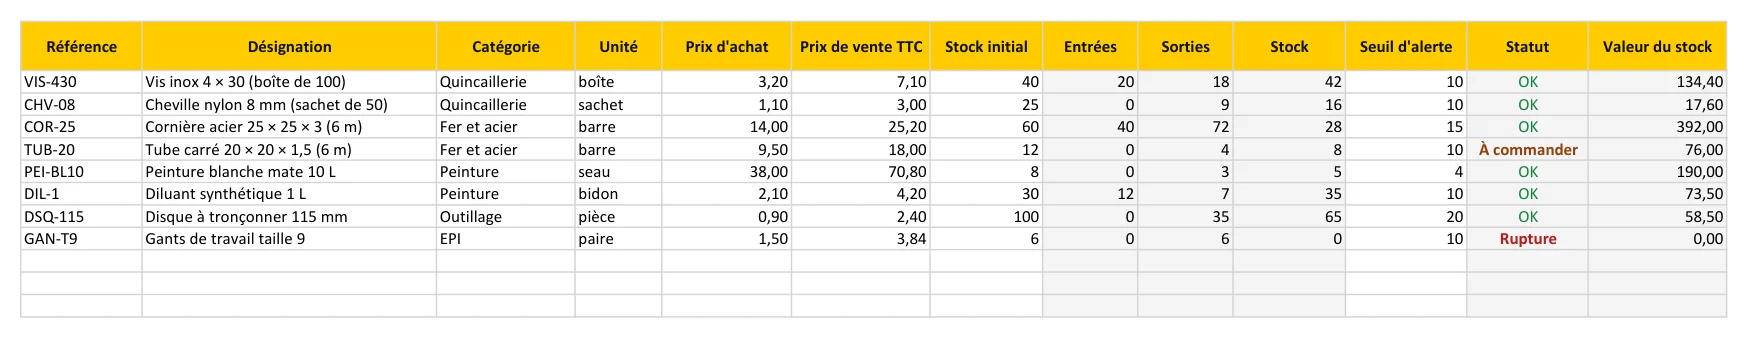 Référence Désignation Catégorie Unité Prix d'achat Prix de vente TTC Stock initial Entrées Sorties Stock Seuil d'alerte Statut Valeur du stock
VIS-430 Vis inox 4 × 30 (boîte de 100) Quincaillerie boîte 3,20 7,10 40 20 18 42 10 OK 134,40
CHV-08 Cheville nylon 8 mm (sachet de 50) Quincaillerie sachet 1,10 3,00 25 0 9 16 10 OK 17,60
COR-25 Cornière acier 25 × 25 × 3 (6 m) Fer et acier barre 14,00 25,20 60 40 72 28 15 OK 392,00
TUB-20 Tube carré 20 × 20 × 1,5 (6 m) Fer et acier barre 9,50 18,00 12 0 4 8 10 À commander 76,00
PEI-BL10 Peinture blanche mate 10 L Peinture seau 38,00 70,80 8 0 3 5 4 OK 190,00
DIL-1 Diluant synthétique 1 L Peinture bidon 2,10 4,20 30 12 7 35 10 OK 73,50
DSQ-115 Disque à tronçonner 115 mm Outillage pièce 0,90 2,40 100 0 35 65 20 OK 58,50
GAN-T9 Gants de travail taille 9 EPI paire 1,50 3,84 6 0 6 0 10 Rupture 0,00